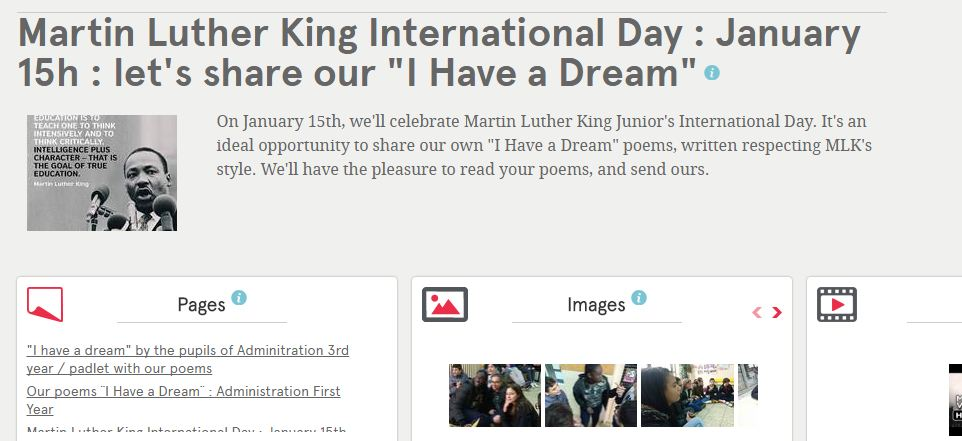 Martin Luther King International Day : January
15h : let's share our "I Have a Dream"
EDUCATION IS TO
TEACH ONE TO THINK
INTENSIVELY AND TO
THINK CRITICALLY.
INTELLIGENCE PLUS
CHARACTER – THAT IS
THE GOAL OF TRUE
EDUCATION.
Martin Luther King
On January 15th, we'll celebrate Martin Luther King Junior's International Day. It's an
ideal opportunity to share our own "I Have a Dream" poems, written respecting MLK's
style. We'll have the pleasure to read your poems, and send ours.
Pages
"I have a dream" by the pupils of Adminitration 3rd
year / padlet with our poems
Our poems ¨I Have a Dream¨ : Administration First
Year
Martin Luther King International Day : January 15th
Images